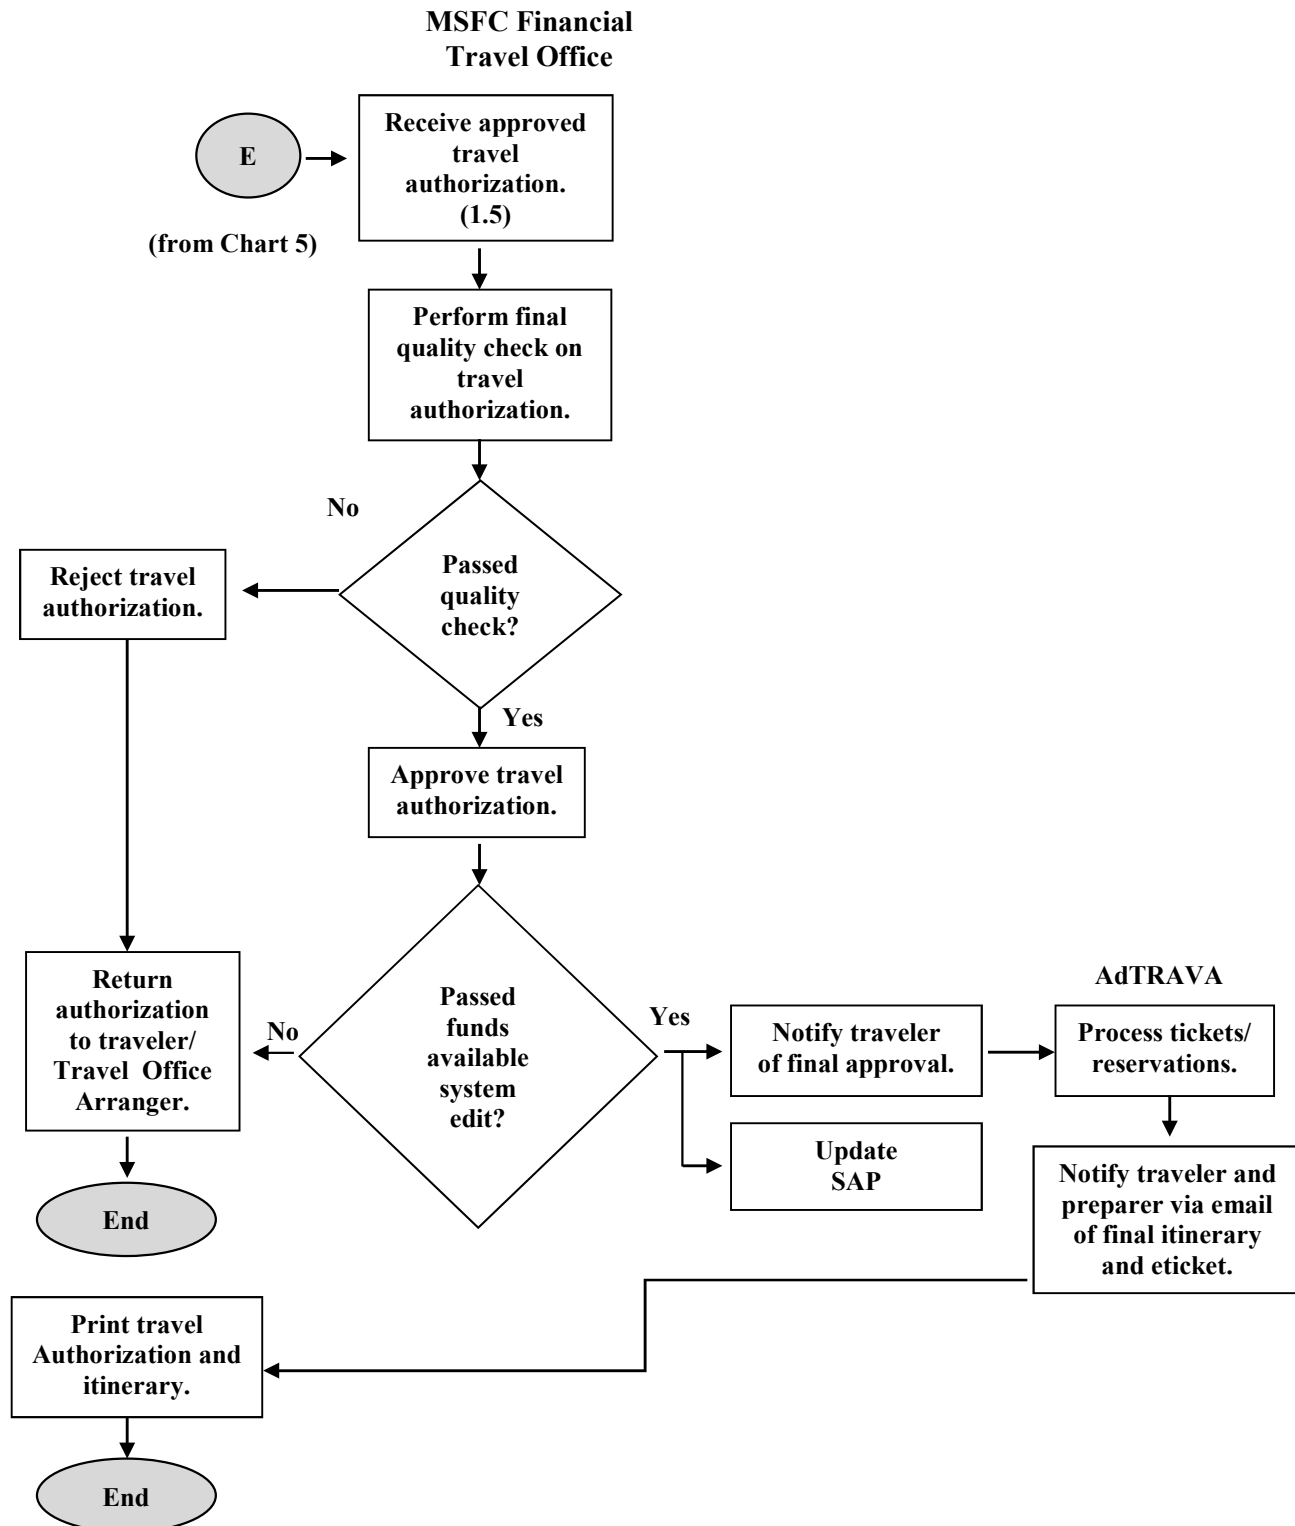 MSFC Financial
Travel Office
E
(from Chart 5)
Receive approved
travel
authorization.
(1.5)
Perform final
quality check on
travel
authorization.
No
Passed
quality
check?
Reject travel
authorization.
Yes
Approve travel
authorization.
Passed
funds
available
system
edit?
No
Return
authorization
to traveler/
Travel Office
Arranger.
End
Yes
Notify traveler
of final approval.
Update
SAP
AdTRAVA
Process tickets/
reservations.
Notify traveler and
preparer via email
of final itinerary
and eticket.
Print travel
Authorization and
itinerary.
End